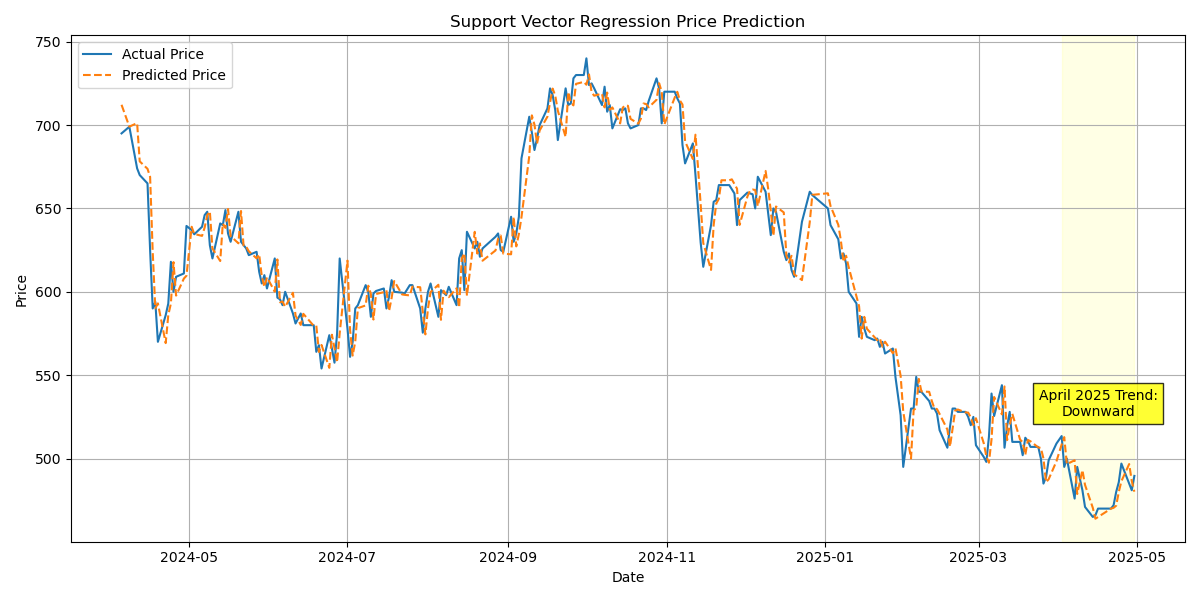 Support Vector Regression Price Prediction
Actual Price
Predicted Price
April 2025 Trend:
Downward
Price
750
700
650
600
550
500
2024-05
2024-07
2024-09
2024-11
2025-01
2025-03
2025-05
Date